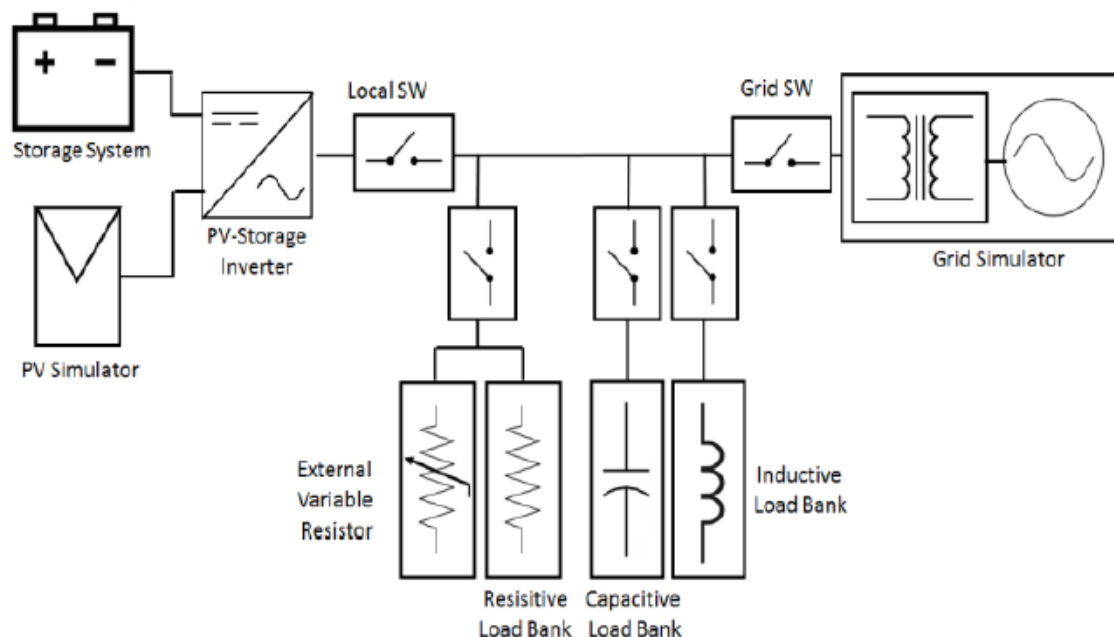 Local SW
Grid SW
+ -
Storage System
PV-Storage
Inverter
Grid Simulator
PV Simulator
External
Variable
Resistor
Inductive
Load Bank
Resisitive
Load Bank
Capacitive
Load Bank